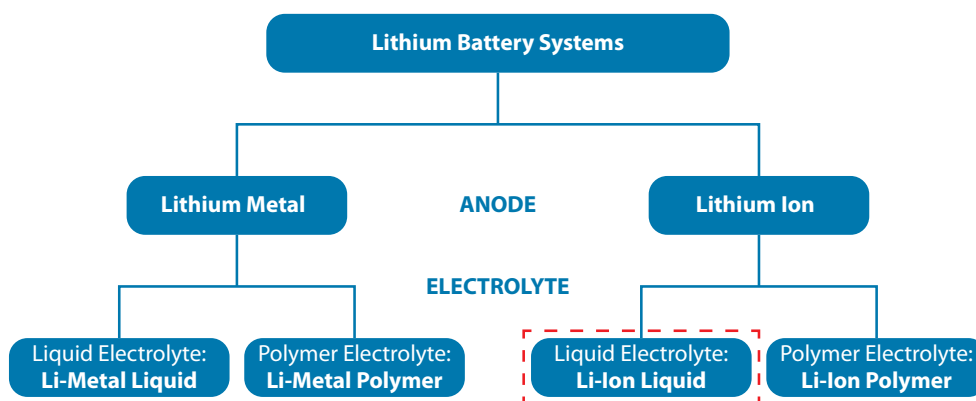 Lithium Battery Systems
Lithium Metal
ANODE
Lithium Ion
ELECTROLYTE
Liquid Electrolyte:
Li-Metal Liquid
Polymer Electrolyte:
Li-Metal Polymer
Liquid Electrolyte:
Li-Ion Liquid
Polymer Electrolyte:
Li-Ion Polymer